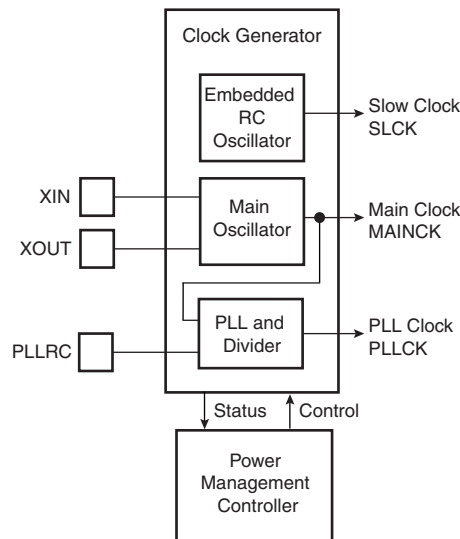 Clock Generator
Embedded
RC
Oscillator
Slow Clock
SLCK
XIN
XOUT
Main
Oscillator
Main Clock
MAINCK
PLLRC
PLL and
Divider
PLL Clock
PLLCK
Status
Control
Power
Management
Controller